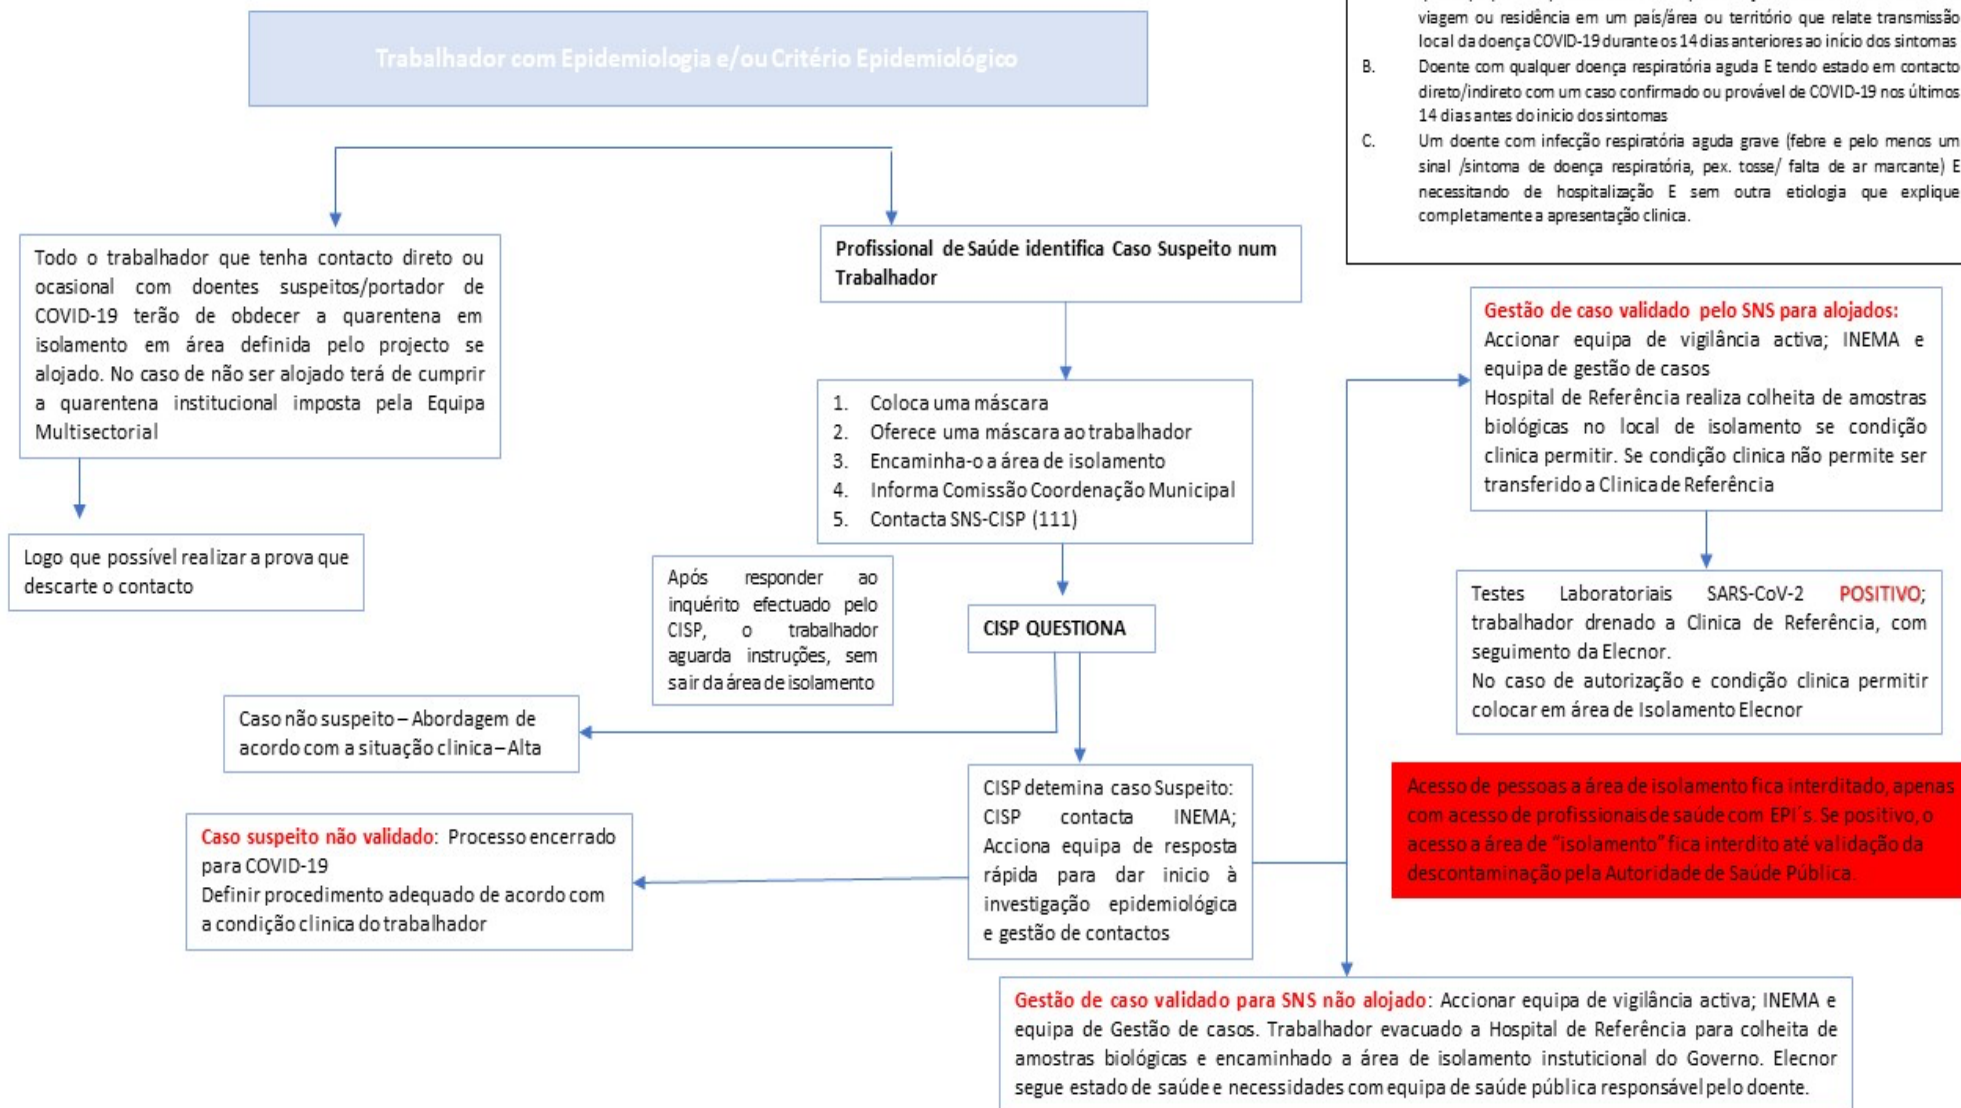 Trabalhador com Epidemiologia e/ou Critério Epidemiológico
viagem ou residência em um país/área ou território que relate transmissão
local da doença COVID-19 durante os 14 dias anteriores ao início dos sintomas
B. Doente com qualquer doença respiratória aguda E tendo estado em contacto
direto/indireto com um caso confirmado ou provável de COVID-19 nos últimos
14 dias antes do inicio dos sintomas
C. Um doente com infecção respiratória aguda grave (febre e pelo menos um
sinal /sintoma de doença respiratória, pex. tosse/ falta de ar marcante) E
necessitando de hospitalização E sem outra etiologia que explique
completamente a apresentação clinica.
Todo o trabalhador que tenha contacto direto ou
ocasional com doentes suspeitos/portador de
COVID-19 terão de obdecer a quarentena em
isolamento em área definida pelo projecto se
alojado. No caso de não ser alojado terá de cumprir
a quarentena institucional imposta pela Equipa
Multisectorial
Logo que possível realizar a prova que
descarte o contacto
Profissional de Saúde identifica Caso Suspeito num
Trabalhador
1. Coloca uma máscara
2. Oferece uma máscara ao trabalhador
3. Encaminha-o a área de isolamento
4. Informa Comissão Coordenação Municipal
5. Contacta SNS-CISP (111)
Após responder ao
inquérito efectuado pelo
CISP, o trabalhador
aguarda instruções, sem
sair da área de isolamento
CISP QUESTIONA
Caso não suspeito – Abordagem de
acordo com a situação clinica – Alta
Caso suspeito não validado: Processo encerrado
para COVID-19
Definir procedimento adequado de acordo com
a condição clinica do trabalhador
CISP detemina caso Suspeito:
CISP contacta INEMA;
Acciona equipa de resposta
rápida para dar inicio à
investigação epidemiológica
e gestão de contactos
Gestão de caso validado pelo SNS para alojados:
Accionar equipa de vigilância activa; INEMA e
equipa de gestão de casos
Hospital de Referência realiza colheita de amostras
biológicas no local de isolamento se condição
clinica permitir. Se condição clinica não permite ser
transferido a Clinica de Referência
Testes Laboratoriais SARS-CoV-2 POSITIVO;
trabalhador drenado a Clinica de Referência, com
seguimento da Elecnor.
No caso de autorização e condição clinica permitir
colocar em área de Isolamento Elecnor
Acesso de pessoas a área de isolamento fica interditado, apenas
com acesso de profissionais de saúde com EPI´s. Se positivo, o
acesso a área de “isolamento” fica interdito até validação da
descontaminação pela Autoridade de Saúde Pública.
Gestão de caso validado para SNS não alojado: Accionar equipa de vigilância activa; INEMA e
equipa de Gestão de casos. Trabalhador evacuado a Hospital de Referência para colheita de
amostras biológicas e encaminhado a área de isolamento instuticional do Governo. Elecnor
segue estado de saúde e necessidades com equipa de saúde pública responsável pelo doente.